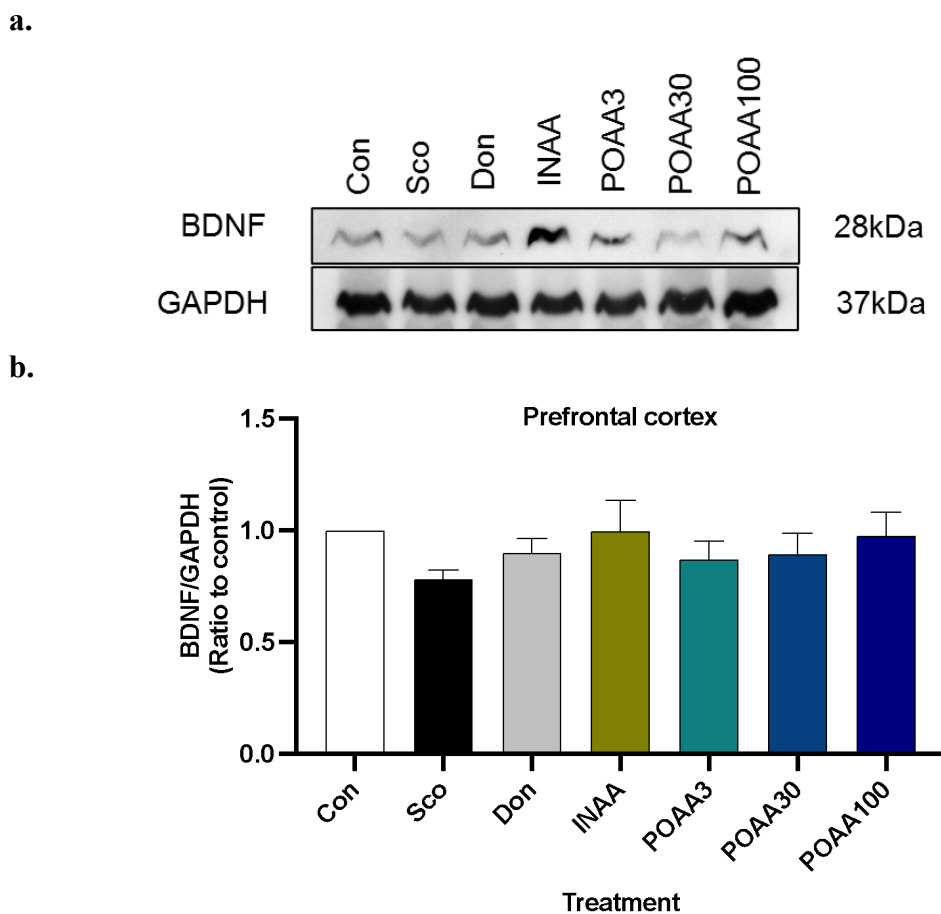 a.
Con Sco Don INAA POAA3 POAA30 POAA100
BDNF 28kDa
GAPDH 37kDa
b.
Prefrontal cortex
BDNF/GAPDH
(Ratio to control)
1.5
1.0
0.5
0.0
Con Sco Don INAA POAA3 POAA30 POAA100
Treatment